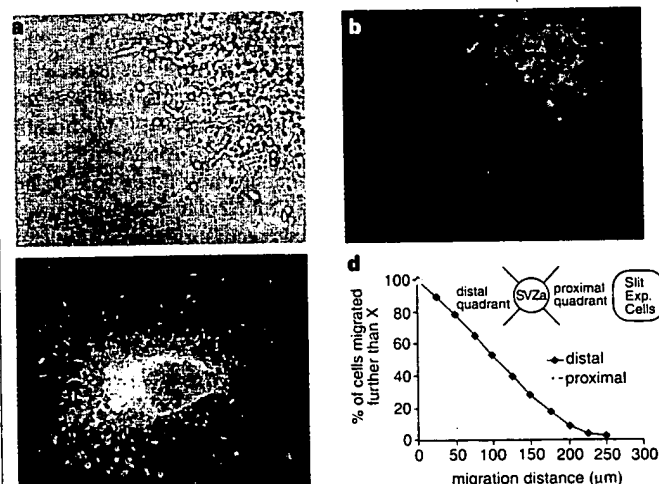 a
b
d
100
80
60
40
20
0
% of cells migrated
further than X
distal
quadrant
SVZa
proximal
quadrant
Slit
Exp.
Cells
distal
proximal
0 50 100 150 200 250 300
migration distance (μm)